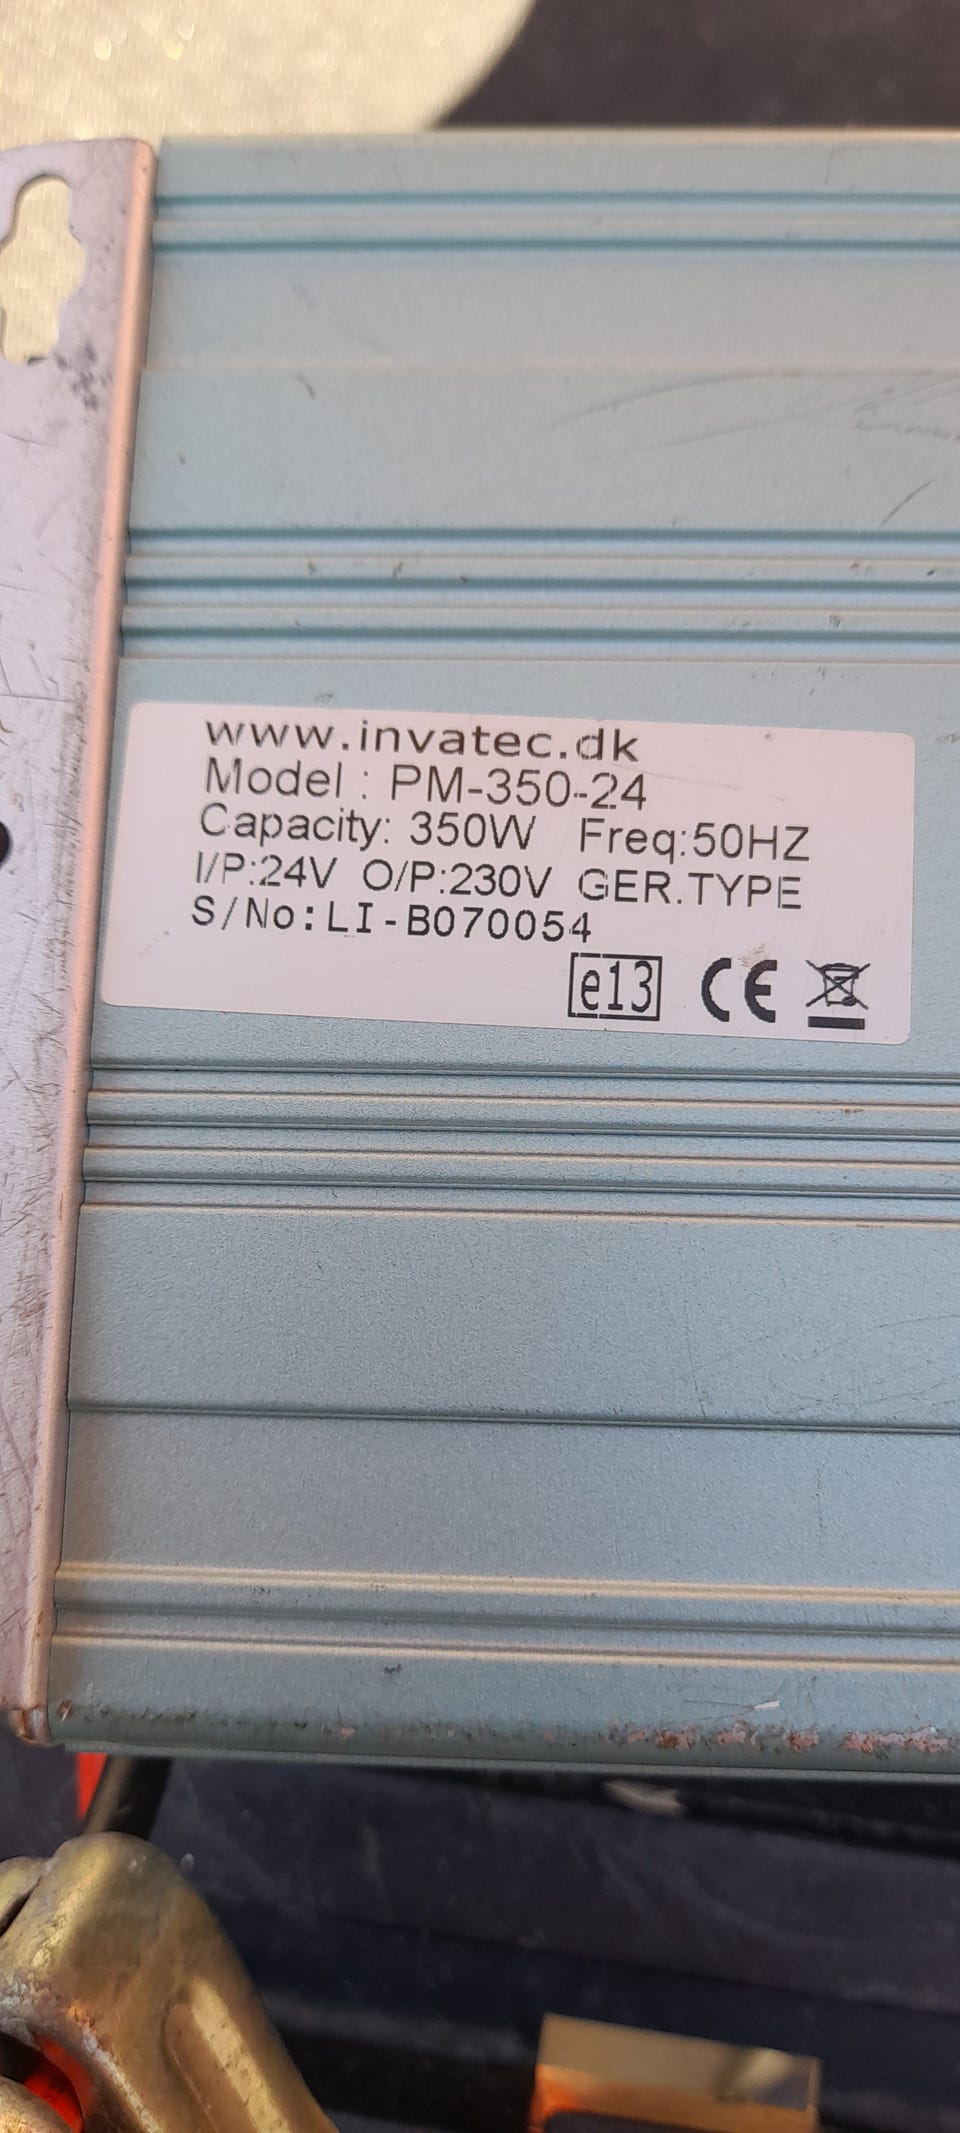 www.invatec.dk
Model : PM-350-24
Capacity: 350W Freq:50HZ
I/P:24V O/P:230V GER.TYPE
S/No:LI-B070054
e13 CE